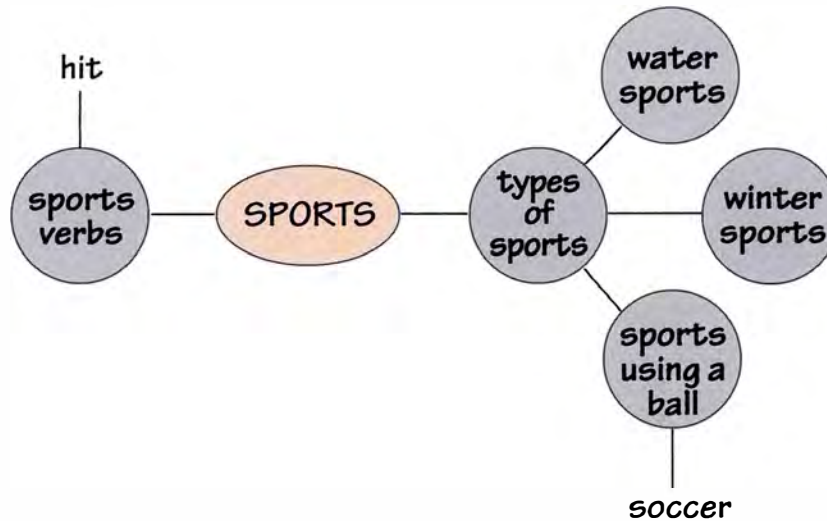 hit
sports
verbs
SPORTS
types
of
sports
water
sports
winter
sports
sports
using a
ball
soccer